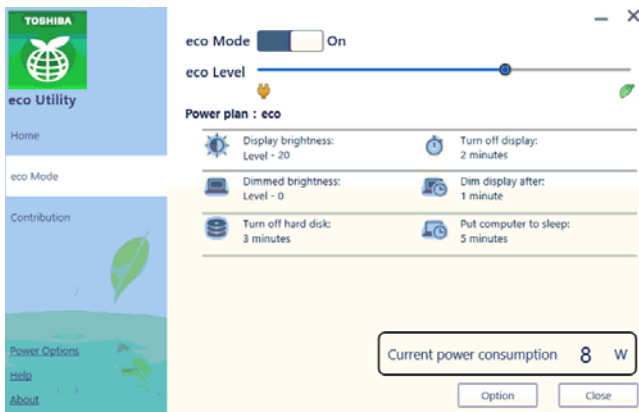 TOSHIBA
eco Utility
Home
eco Mode
Contribution
Power Options
Help
About
eco Mode On
eco Level
Power plan : eco
Display brightness:
Level - 20
Turn off display:
2 minutes
Dimmed brightness:
Level - 0
Dim display after:
1 minute
Turn off hard disk:
3 minutes
Put computer to sleep:
5 minutes
Current power consumption 8 W
Option Close